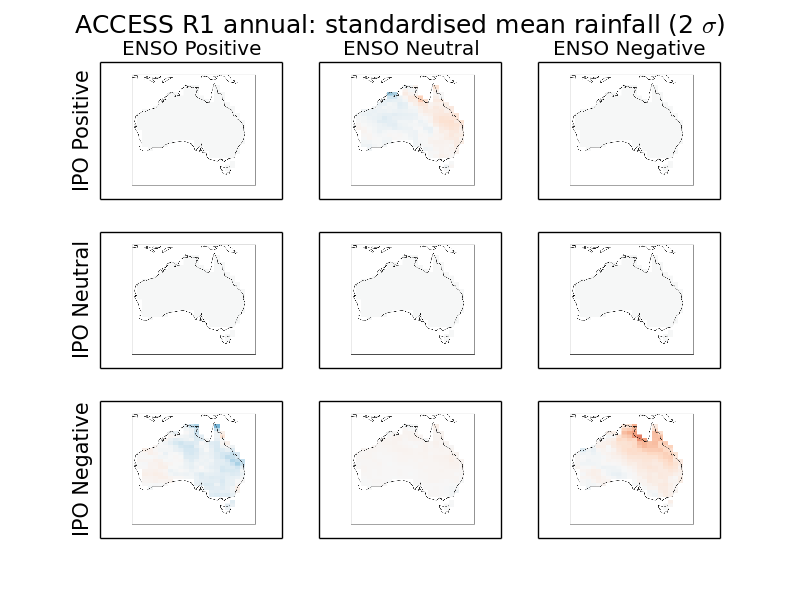 ACCESS R1 annual: standardised mean rainfall (2 σ)
ENSO Positive
ENSO Neutral
ENSO Negative
IPO Positive
IPO Neutral
IPO Negative